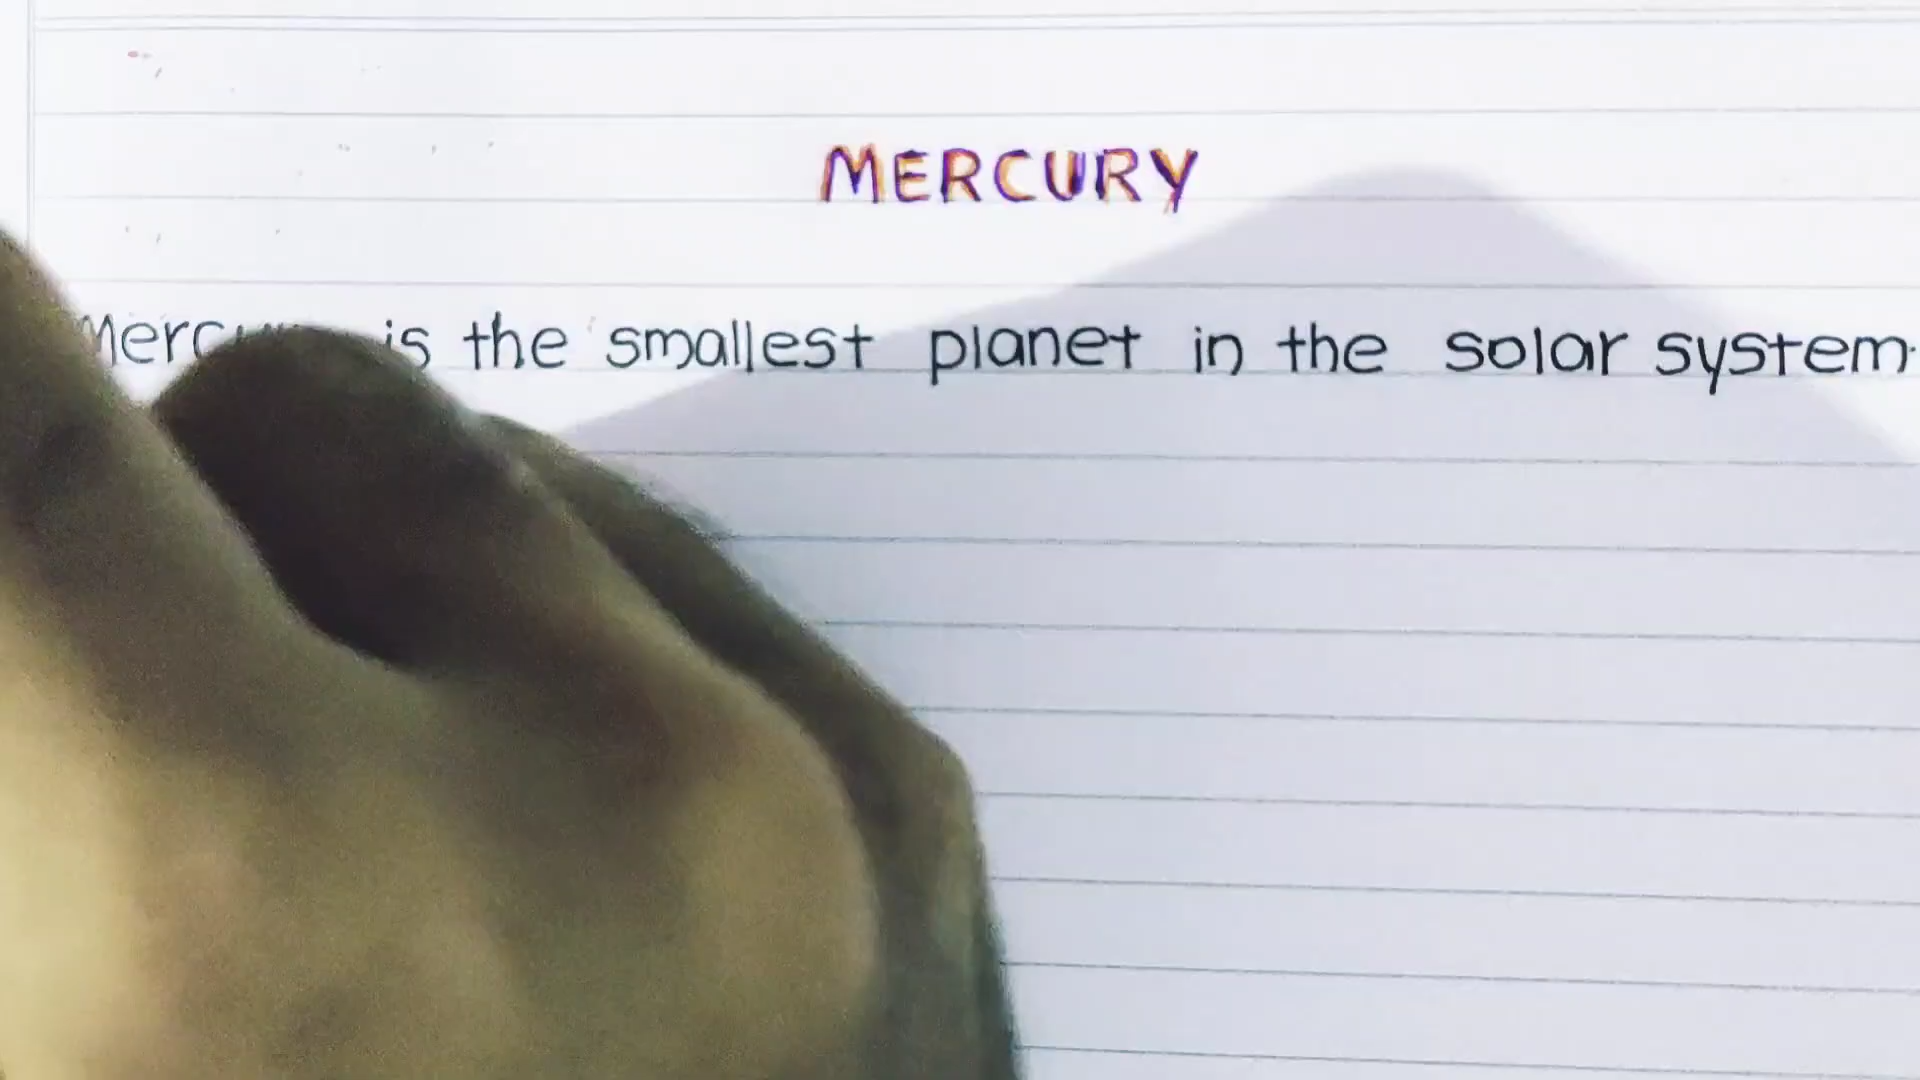 MERCURY
is the smallest planet in the solar system.